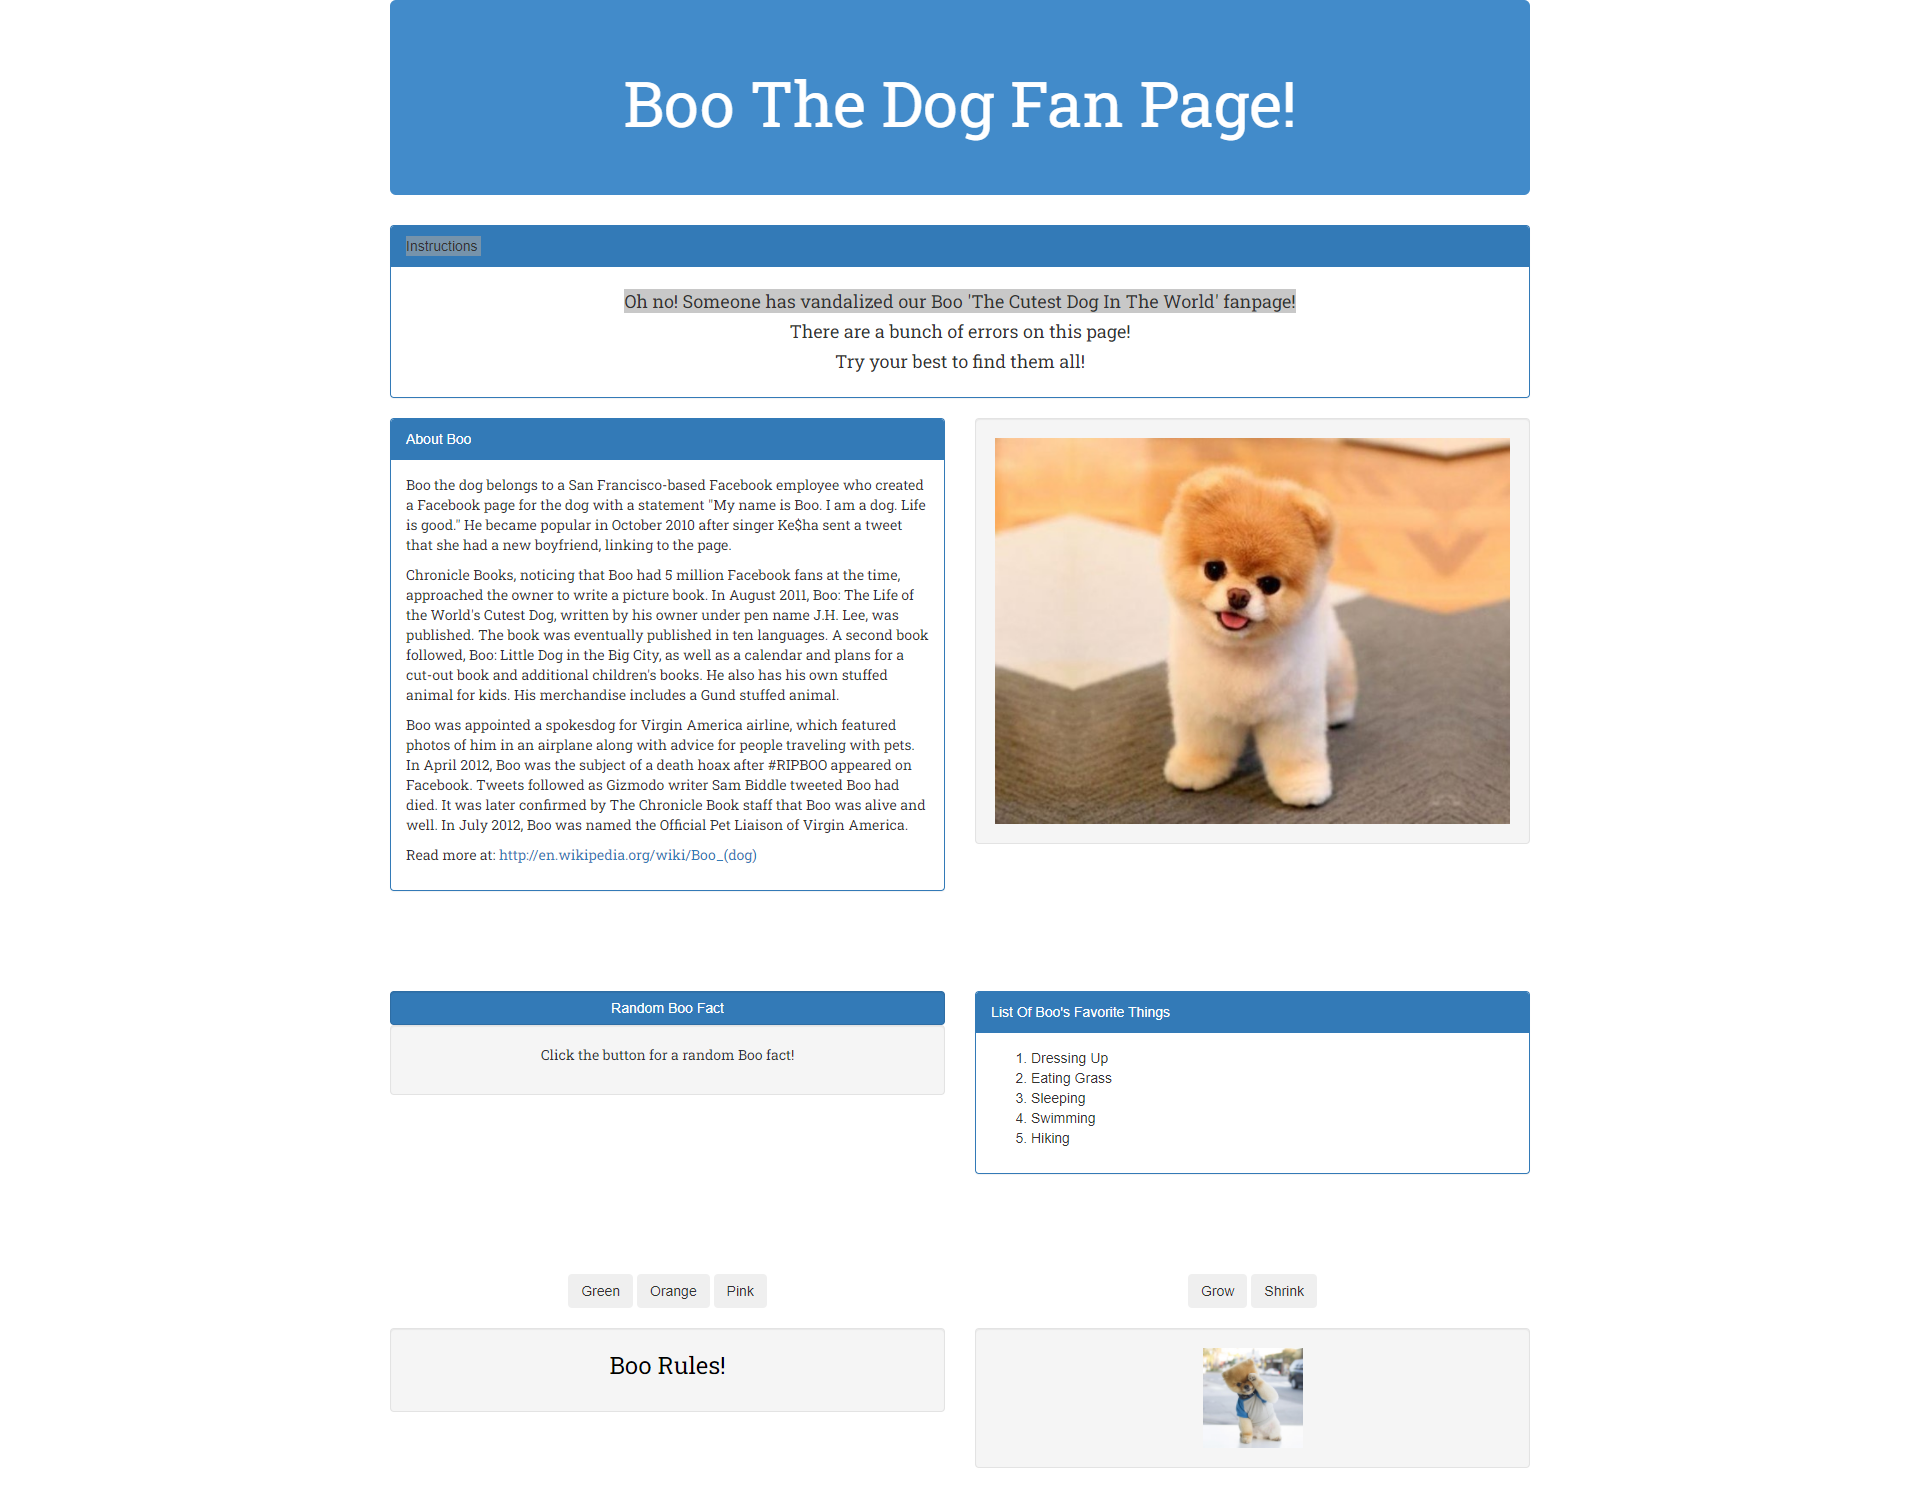 Boo The Dog Fan Page!
Instructions
Oh no! Someone has vandalized our Boo 'The Cutest Dog In The World' fanpage!
There are a bunch of errors on this page!
Try your best to find them all!
About Boo
Boo the dog belongs to a San Francisco-based Facebook employee who created
a Facebook page for the dog with a statement "My name is Boo. I am a dog. Life
is good." He became popular in October 2010 after singer Ke$ha sent a tweet
that she had a new boyfriend, linking to the page.
Chronicle Books, noticing that Boo had 5 million Facebook fans at the time,
approached the owner to write a picture book. In August 2011, Boo: The Life of
the World's Cutest Dog, written by his owner under pen name J.H. Lee, was
published. The book was eventually published in ten languages. A second book
followed, Boo: Little Dog in the Big City, as well as a calendar and plans for a
cut-out book and additional children's books. He also has his own stuffed
animal for kids. His merchandise includes a Gund stuffed animal.
Boo was appointed a spokesdog for Virgin America airline, which featured
photos of him in an airplane along with advice for people traveling with pets.
In April 2012, Boo was the subject of a death hoax after #RIPBOO appeared on
Facebook. Tweets followed as Gizmodo writer Sam Biddle tweeted Boo had
died. It was later confirmed by The Chronicle Book staff that Boo was alive and
well. In July 2012, Boo was named the Official Pet Liaison of Virgin America.
Read more at: http://en.wikipedia.org/wiki/Boo_(dog)
Random Boo Fact
Click the button for a random Boo fact!
List Of Boo's Favorite Things
1. Dressing Up
2. Eating Grass
3. Sleeping
4. Swimming
5. Hiking
Green Orange Pink
Boo Rules!
Grow Shrink